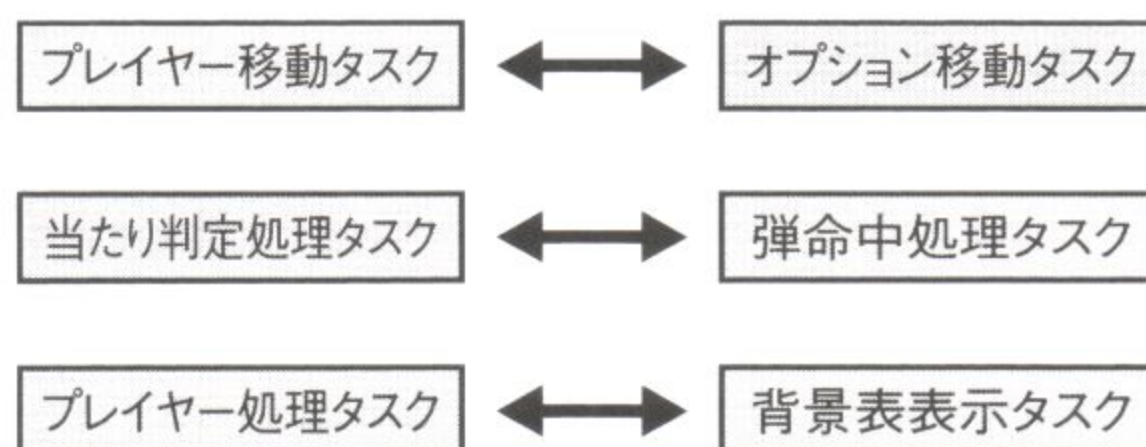 プレイヤー移動タスク
オプション移動タスク
当たり判定処理タスク
弾命中処理タスク
プレイヤー処理タスク
背景表表示タスク